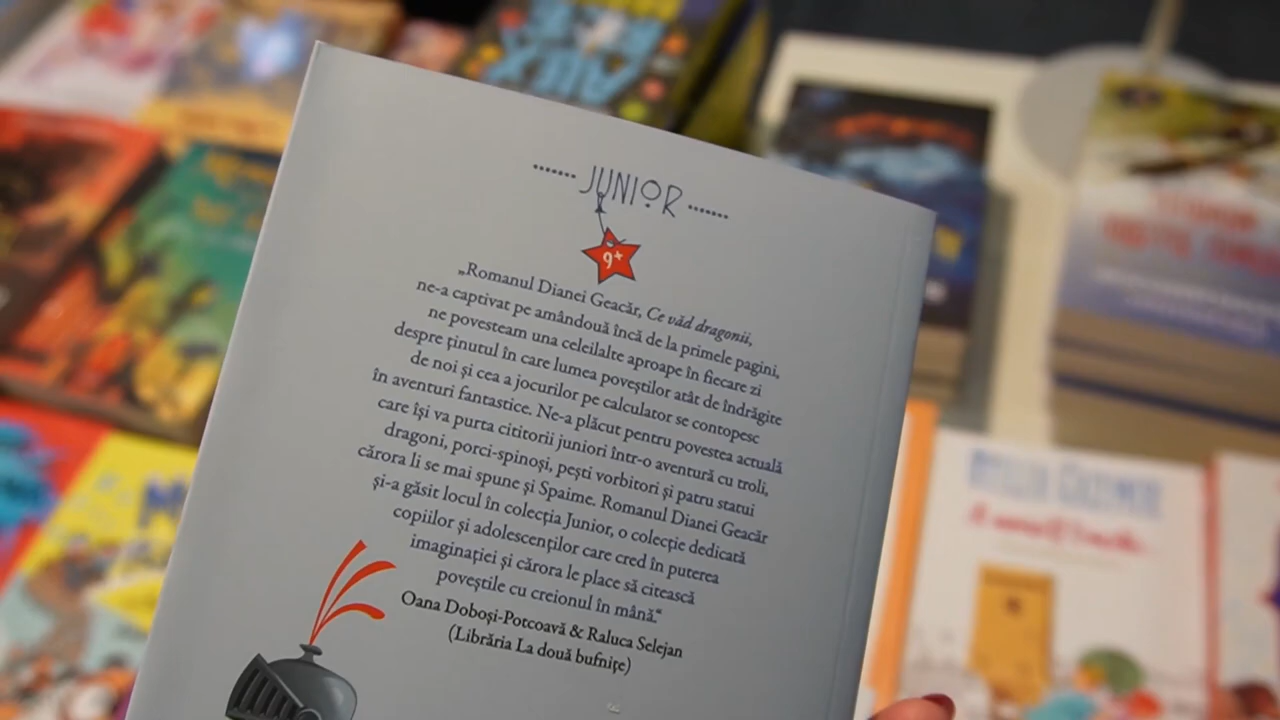 JUNIOR
9+
„Romanul Dianei Geacăr, Ce văd dragonii,
ne-a captivat pe amândouă încă de la primele pagini,
ne povesteam una celeilalte aproape în fiecare zi
despre ținutul în care lumea poveștilor atât de îndrăgite
de noi și cea a jocurilor pe calculator se contopesc
în aventuri fantastice. Ne-a plăcut pentru povestea actuală
care își va purta cititorii juniori într-o aventură cu troli,
dragoni, porci-spinoși, pești vorbitori și patru statui
cărora li se mai spune și Spaime. Romanul Dianei Geacăr
și-a găsit locul în colecția Junior, o colecție dedicată
copiilor și adolescenților care cred în puterea
imaginației și cărora le place să citească
poveștile cu creionul în mână.“
Oana Doboși-Potcoavă & Raluca Selejan
(Librăria La două bufnițe)